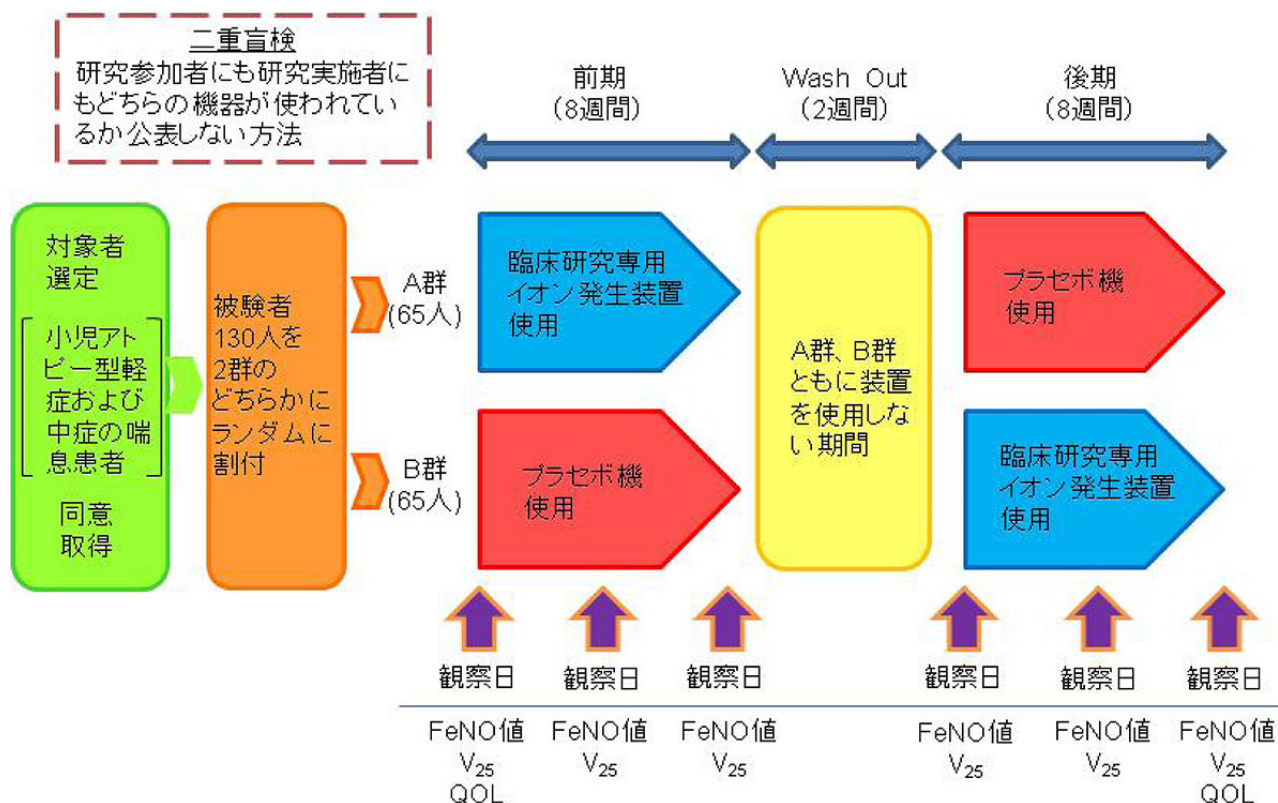 二重盲検
研究参加者にも研究実施者に
もどちらの機器が使われてい
るか公表しない方法
前期
(8週間)
Wash Out
(2週間)
後期
(8週間)
対象者
選定
小児アト
ピー型軽
症および
中症の喘
息患者
同意
取得
被験者
130人を
2群の
どちらかに
ランダムに
割付
A群
(65人)
B群
(65人)
臨床研究専用
イオン発生装置
使用
プラセボ機
使用
A群、B群
ともに装置
を使用しな
い期間
プラセボ機
使用
臨床研究専用
イオン発生装置
使用
観察日
観察日
観察日
観察日
観察日
観察日
FeNO値
V25
QOL
FeNO値
V25
FeNO値
V25
FeNO値
V25
FeNO値
V25
FeNO値
V25
QOL